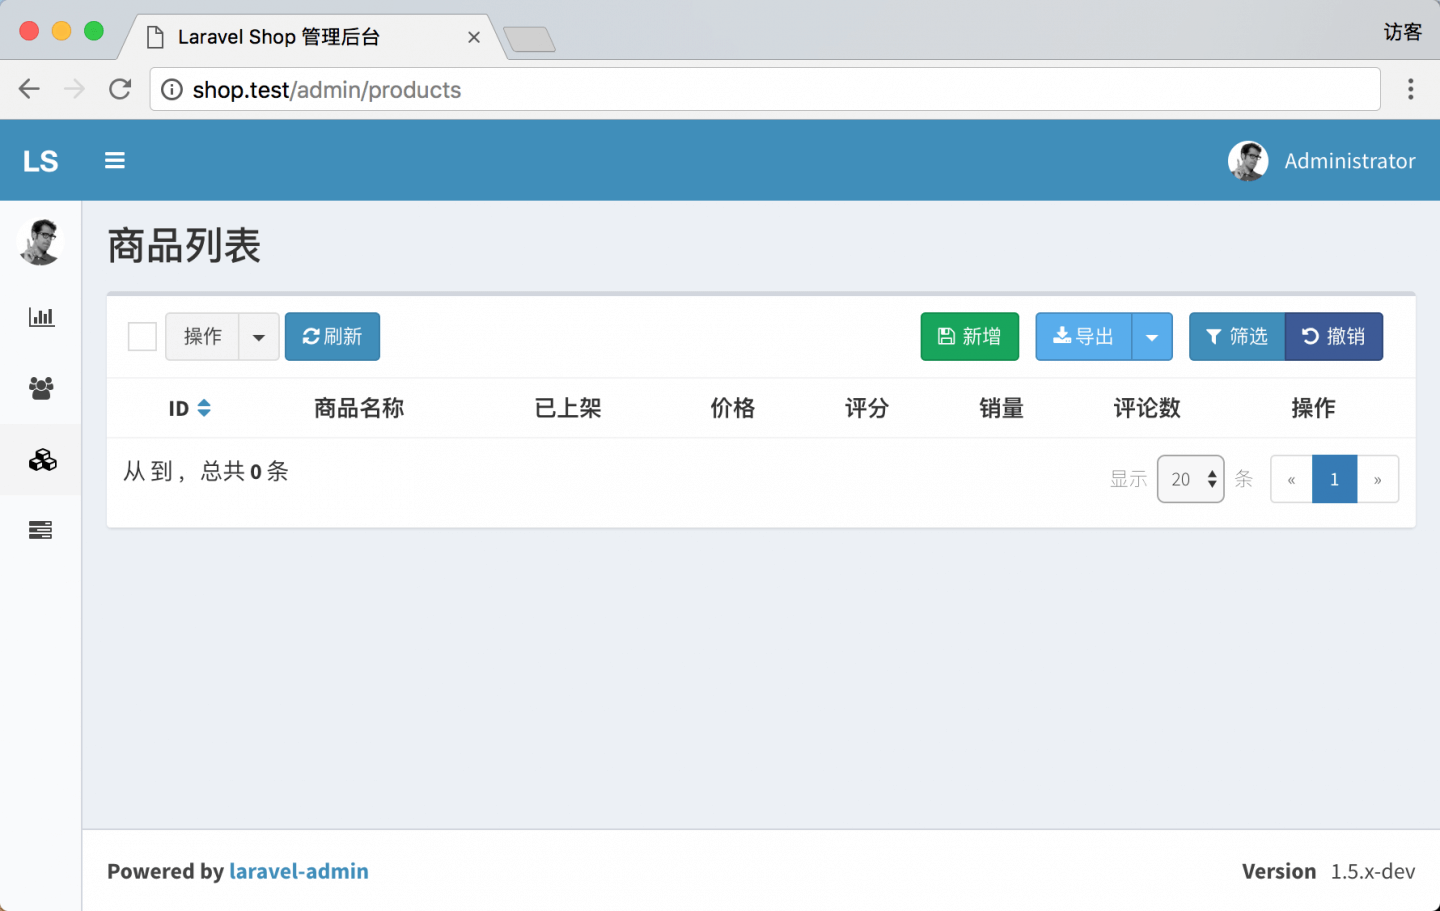 Laravel Shop 管理后台
访客
shop.test/admin/products
LS
Administrator
商品列表
操作 刷新 新增 导出 筛选 撤销
ID 商品名称 已上架 价格 评分 销量 评论数 操作
从 到 ，总共 0 条
显示 20 条 « 1 »
Powered by laravel-admin
Version 1.5.x-dev